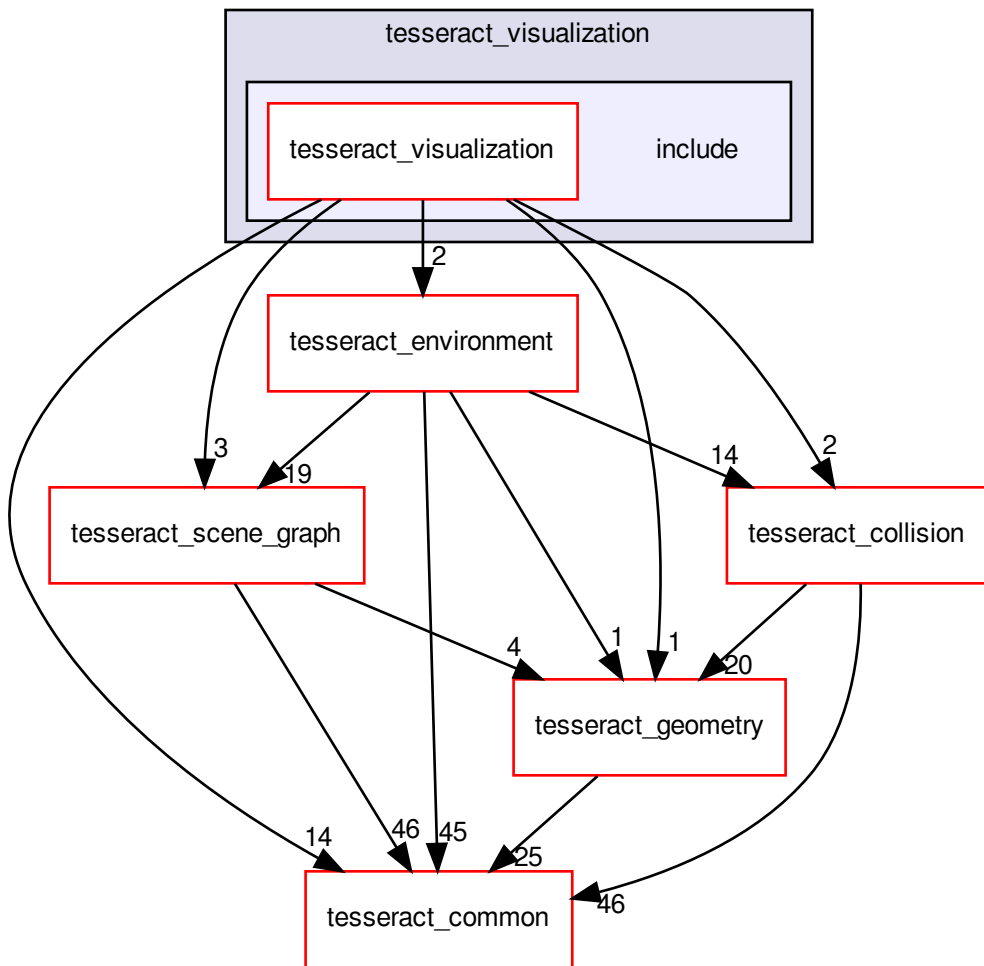 tesseract_visualization
tesseract_visualization
include
2
tesseract_environment
3
19
14
2
tesseract_scene_graph
tesseract_collision
4
1
1
20
tesseract_geometry
14
46
45
25
46
tesseract_common